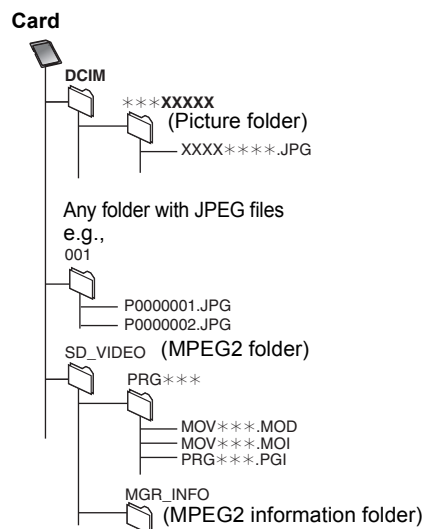 Card
DCIM
***XXXXX
(Picture folder)
XXXX****.JPG
Any folder with JPEG files
e.g.,
001
P0000001.JPG
P0000002.JPG
SD_VIDEO (MPEG2 folder)
PRG***
MOV***.MOD
MOV***.MOI
PRG***.PGI
MGR_INFO
(MPEG2 information folder)